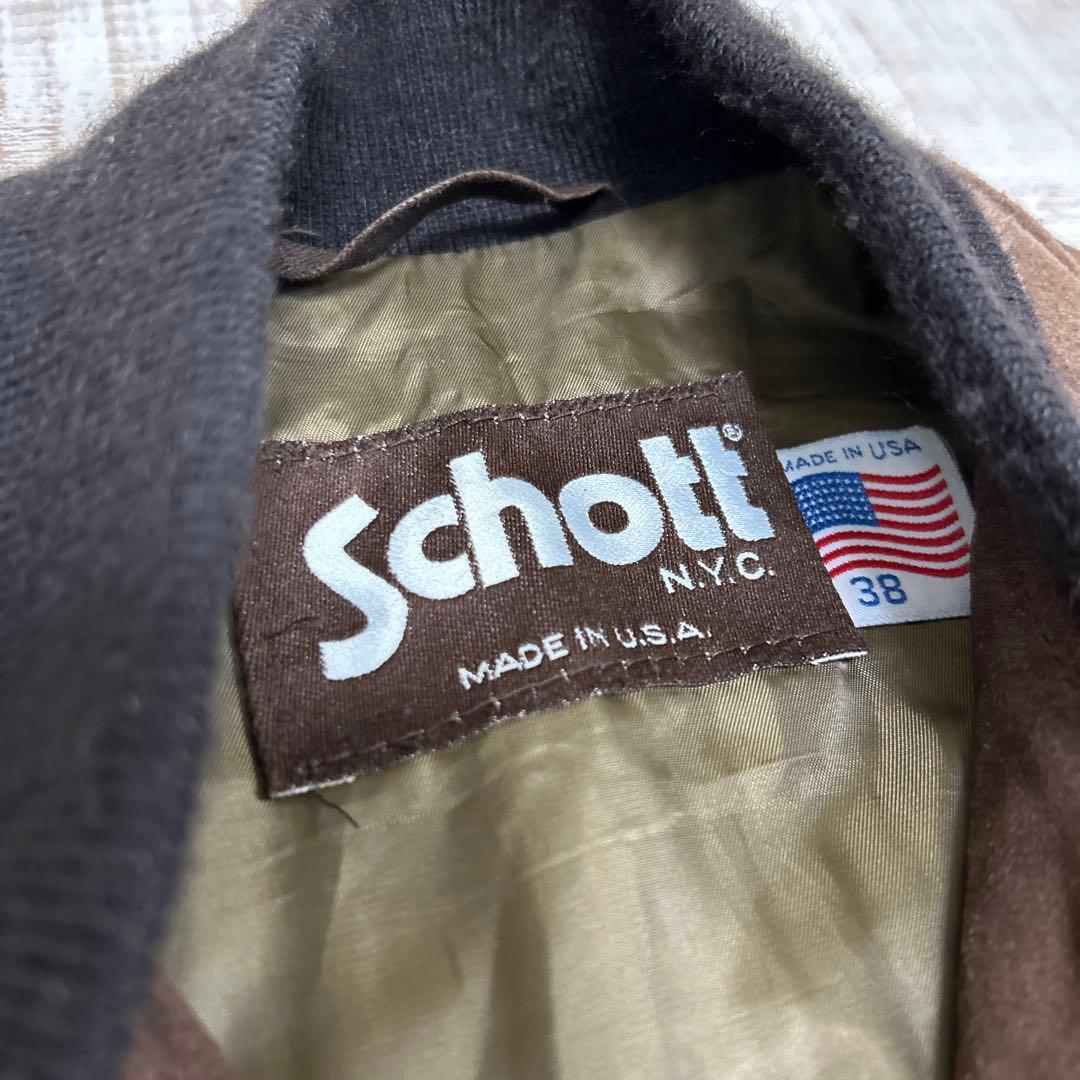 Schott®
N.Y.C.
MADE IN U.S.A.
MADE IN USA
38